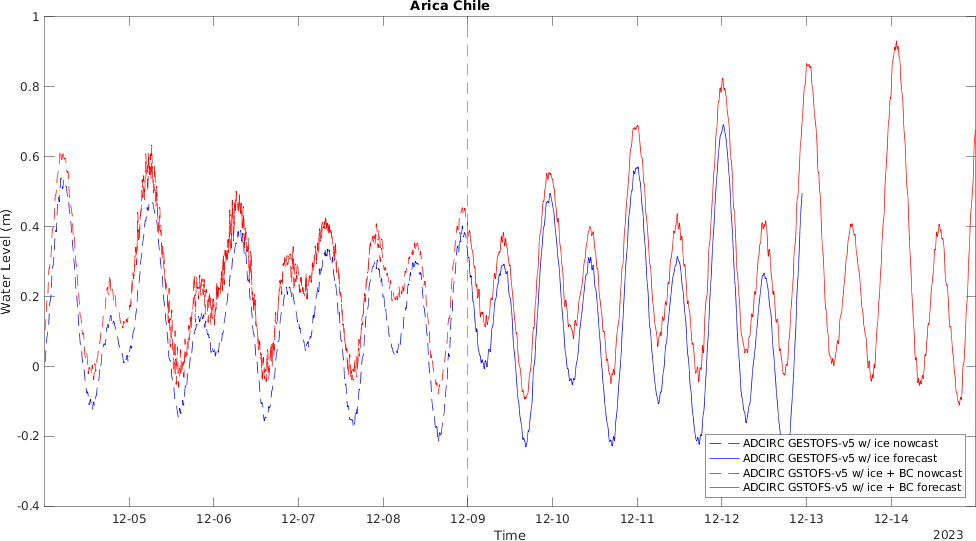 Arica Chile
Water Level (m)
1
0.8
0.6
0.4
0.2
0
-0.2
-0.4
12-05 12-06 12-07 12-08 12-09 12-10 12-11 12-12 12-13 12-14
Time
2023
ADCIRC GESTOFS-v5 w/ ice nowcast
ADCIRC GESTOFS-v5 w/ ice forecast
ADCIRC GSTOFS-v5 w/ ice + BC nowcast
ADCIRC GSTOFS-v5 w/ ice + BC forecast